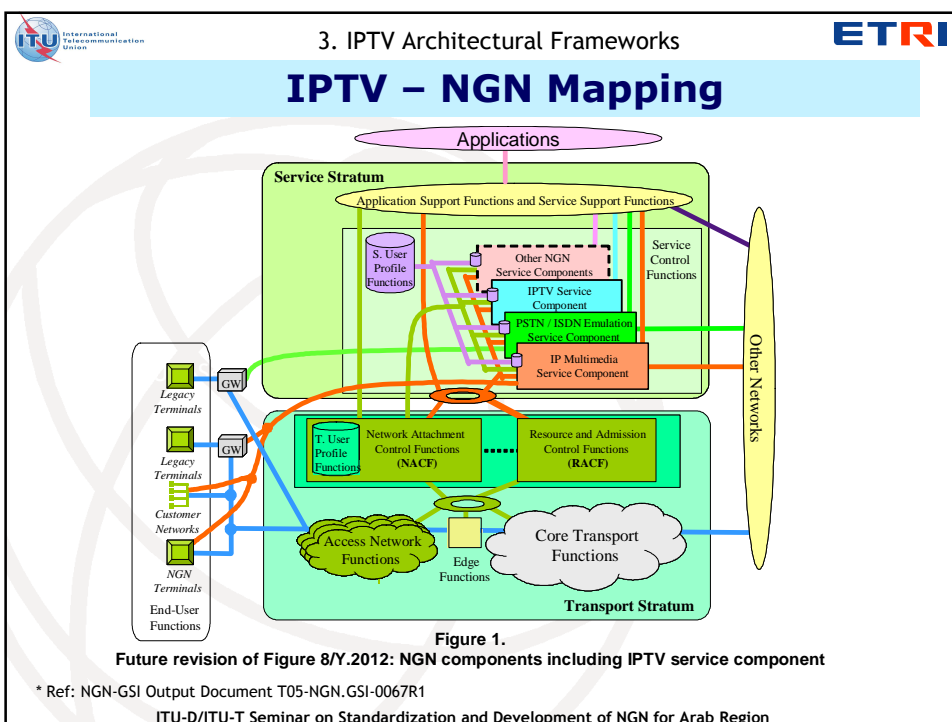 International
Telecommunication
Union
3. IPTV Architectural Frameworks
ETRI
IPTV – NGN Mapping
Applications
Service Stratum
Application Support Functions and Service Support Functions
S. User
Profile
Functions
Other NGN
Service Components
Service
Control
Functions
IPTV Service
Component
PSTN / ISDN Emulation
Service Component
IP Multimedia
Service Component
Other Networks
GW
Legacy
Terminals
GW
Legacy
Terminals
Customer
Networks
NGN
Terminals
End-User
Functions
T. User
Profile
Functions
Network Attachment
Control Functions
(NACF)
Resource and Admission
Control Functions
(RACF)
Access Network
Functions
Edge
Functions
Core Transport
Functions
Transport Stratum
Figure 1.
Future revision of Figure 8/Y.2012: NGN components including IPTV service component
* Ref: NGN-GSI Output Document T05-NGN.GSI-0067R1
ITU-D/ITU-T Seminar on Standardization and Development of NGN for Arab Region